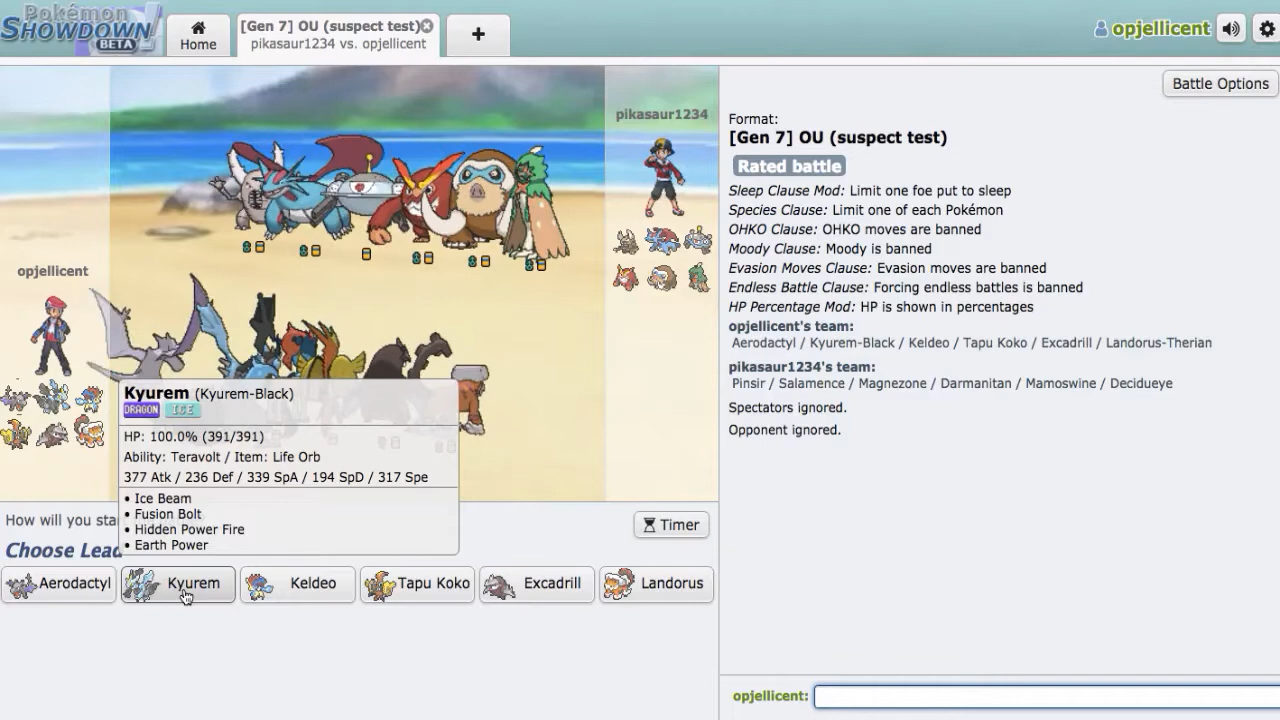 Pokémon
SHOWDOWN!
BETA
Home
[Gen 7] OU (suspect test)
pikasaur1234 vs. opjellicent
+
opjellicent
Battle Options
pikasaur1234
opjellicent
Format:
[Gen 7] OU (suspect test)
Rated battle
Sleep Clause Mod: Limit one foe put to sleep
Species Clause: Limit one of each Pokémon
OHKO Clause: OHKO moves are banned
Moody Clause: Moody is banned
Evasion Moves Clause: Evasion moves are banned
Endless Battle Clause: Forcing endless battles is banned
HP Percentage Mod: HP is shown in percentages
opjellicent's team:
Aerodactyl / Kyurem-Black / Keldeo / Tapu Koko / Excadrill / Landorus-Therian
pikasaur1234's team:
Pinsir / Salamence / Magnezone / Darmanitan / Mamoswine / Decidueye
Spectators ignored.
Opponent ignored.
Kyurem (Kyurem-Black)
DRAGON ICE
HP: 100.0% (391/391)
Ability: Teravolt / Item: Life Orb
377 Atk / 236 Def / 339 SpA / 194 SpD / 317 Spe
• Ice Beam
• Fusion Bolt
• Hidden Power Fire
• Earth Power
How will you sta
Timer
Choose Lead
Aerodactyl
Kyurem
Keldeo
Tapu Koko
Excadrill
Landorus
opjellicent: